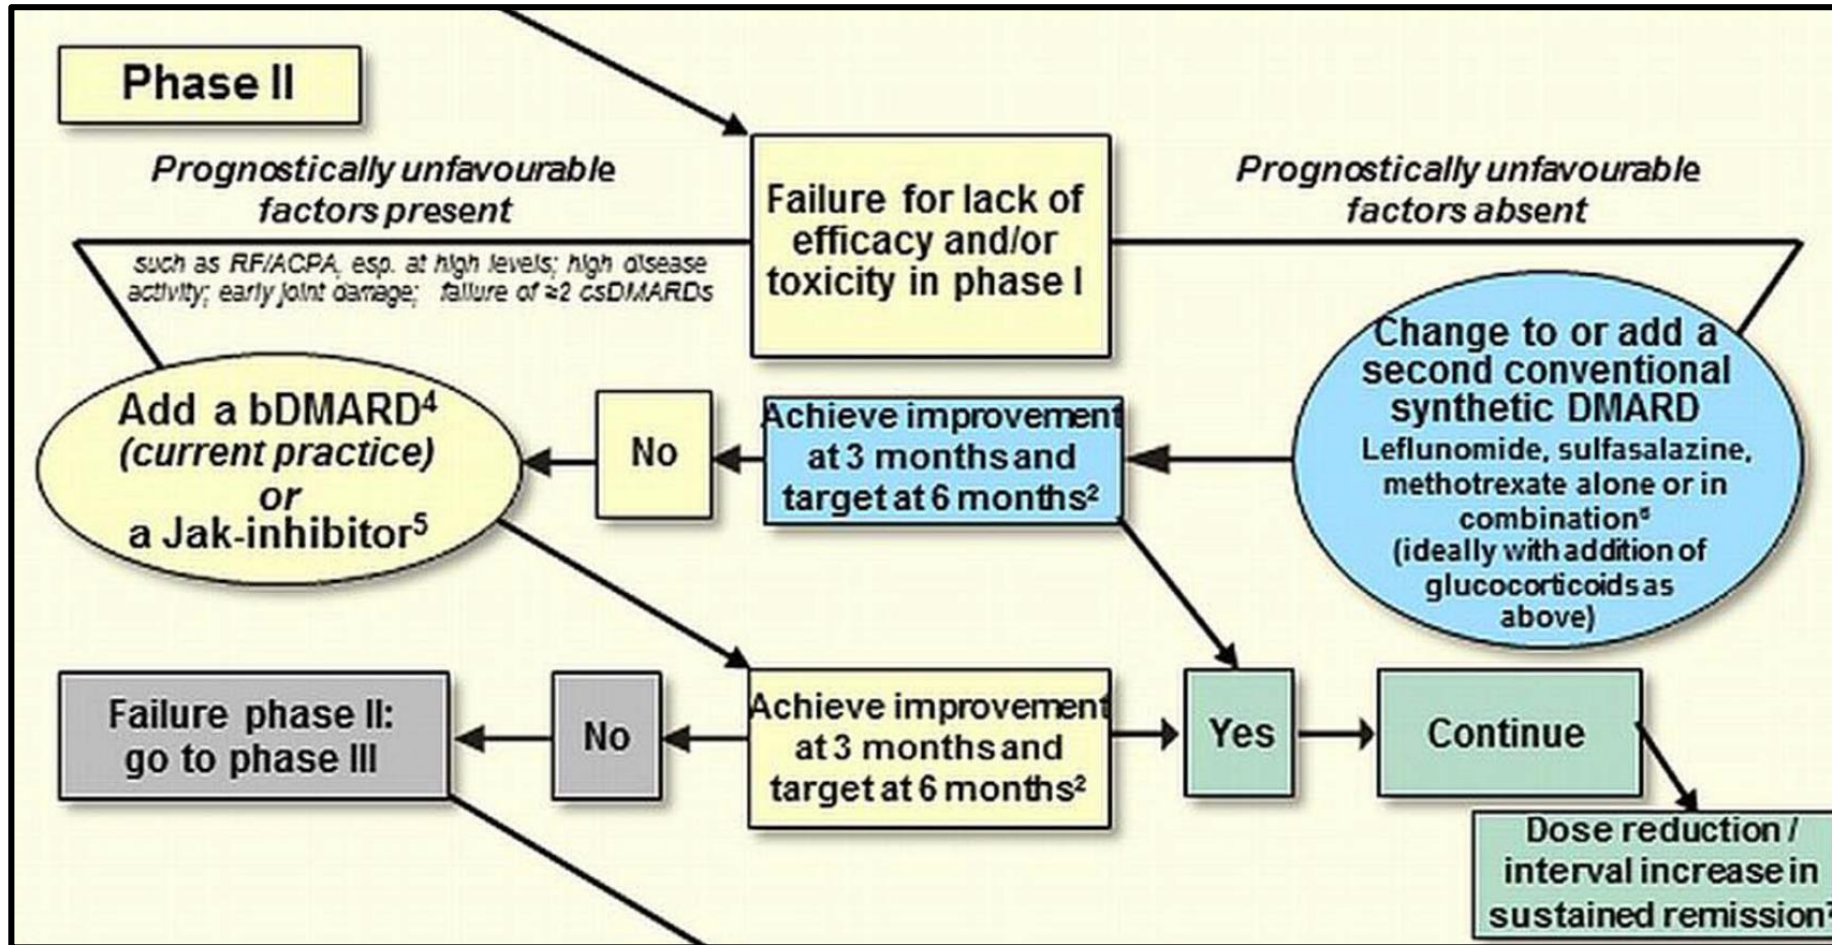 Phase II
Prognostically unfavourable
factors present
such as RF/ACPA, esp. at high levels; high disease
activity; early joint damage; failure of ≥2 csDMARDs
Failure for lack of
efficacy and/or
toxicity in phase I
Prognostically unfavourable
factors absent
Change to or add a
second conventional
synthetic DMARD
Leflunomide, sulfasalazine,
methotrexate alone or in
combination⁶
(ideally with addition of
glucocorticoids as
above)
Achieve improvement
at 3 months and
target at 6 months²
No
Add a bDMARD⁴
(current practice)
or
a Jak-inhibitor⁵
Failure phase II:
go to phase III
No
Achieve improvement
at 3 months and
target at 6 months²
Yes
Continue
Dose reduction /
interval increase in
sustained remission